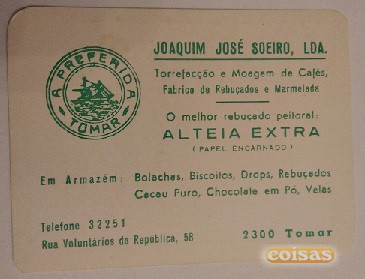 A PREFERIDA
TOMAR
JOAQUIM JOSÉ SOEIRO, LDA.
Torrefacção e Moagem de Cafés,
Fabrico de Rebuçados e Marmelada
O melhor rebuçado peitoral:
ALTEIA EXTRA
(PAPEL ENCARNADO)
Em Armazém: Bolachas, Biscoitos, Drops, Rebuçados
Cacau Puro, Chocolate em Pó, Velas
Telefone 32251
Rua Voluntários da República, 58
2300 Tomar
coisas